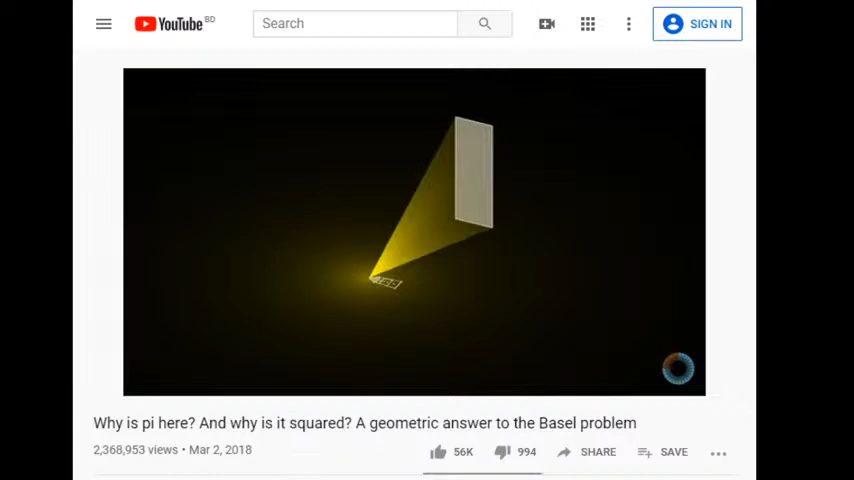 YouTube BD
Search
SIGN IN
Why is pi here? And why is it squared? A geometric answer to the Basel problem
2,368,953 views • Mar 2, 2018
56K 994 SHARE SAVE